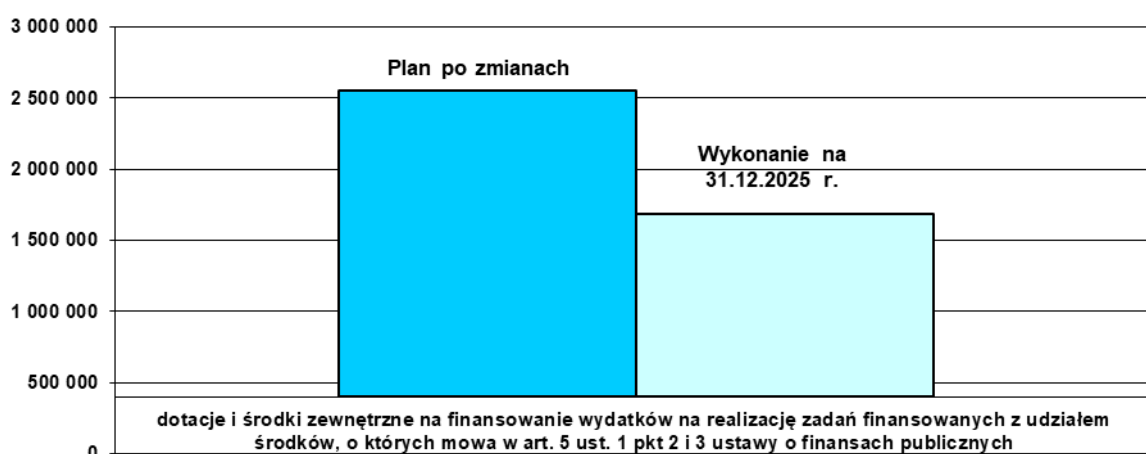 3 000 000
Plan po zmianach
2 500 000
2 000 000
Wykonanie na
31.12.2025 r.
1 500 000
1 000 000
500 000
dotacje i środki zewnętrzne na finansowanie wydatków na realizację zadań finansowanych z udziałem
środków, o których mowa w art. 5 ust. 1 pkt 2 i 3 ustawy o finansach publicznych
0